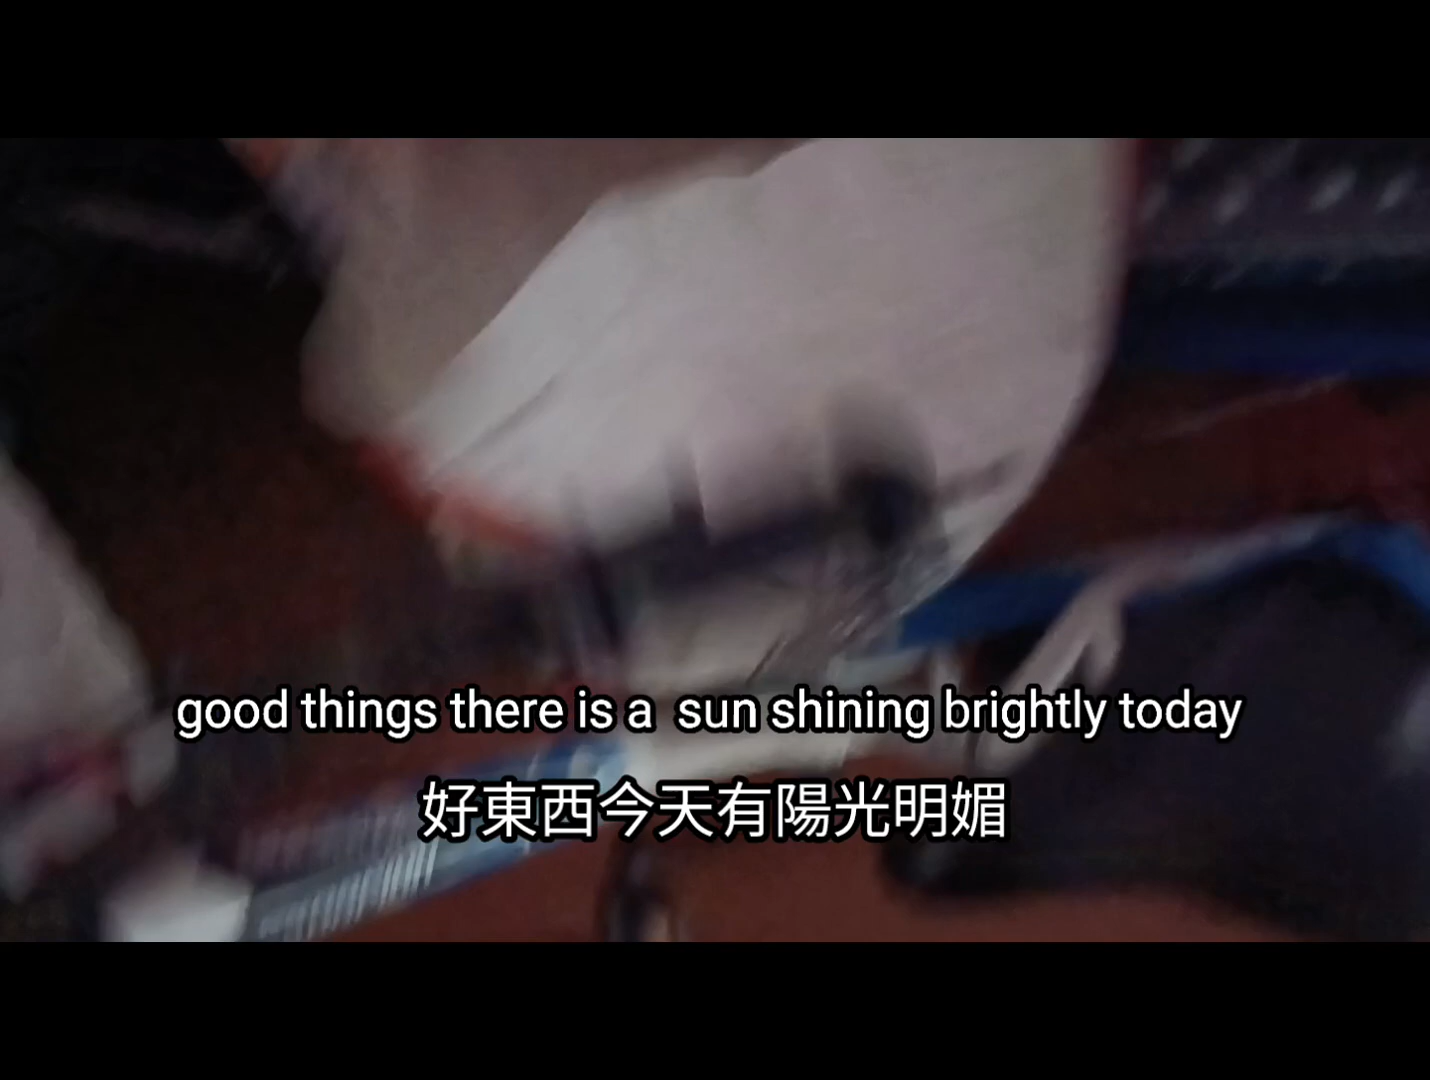 good things there is a  sun shining brightly today
好東西今天有陽光明媚